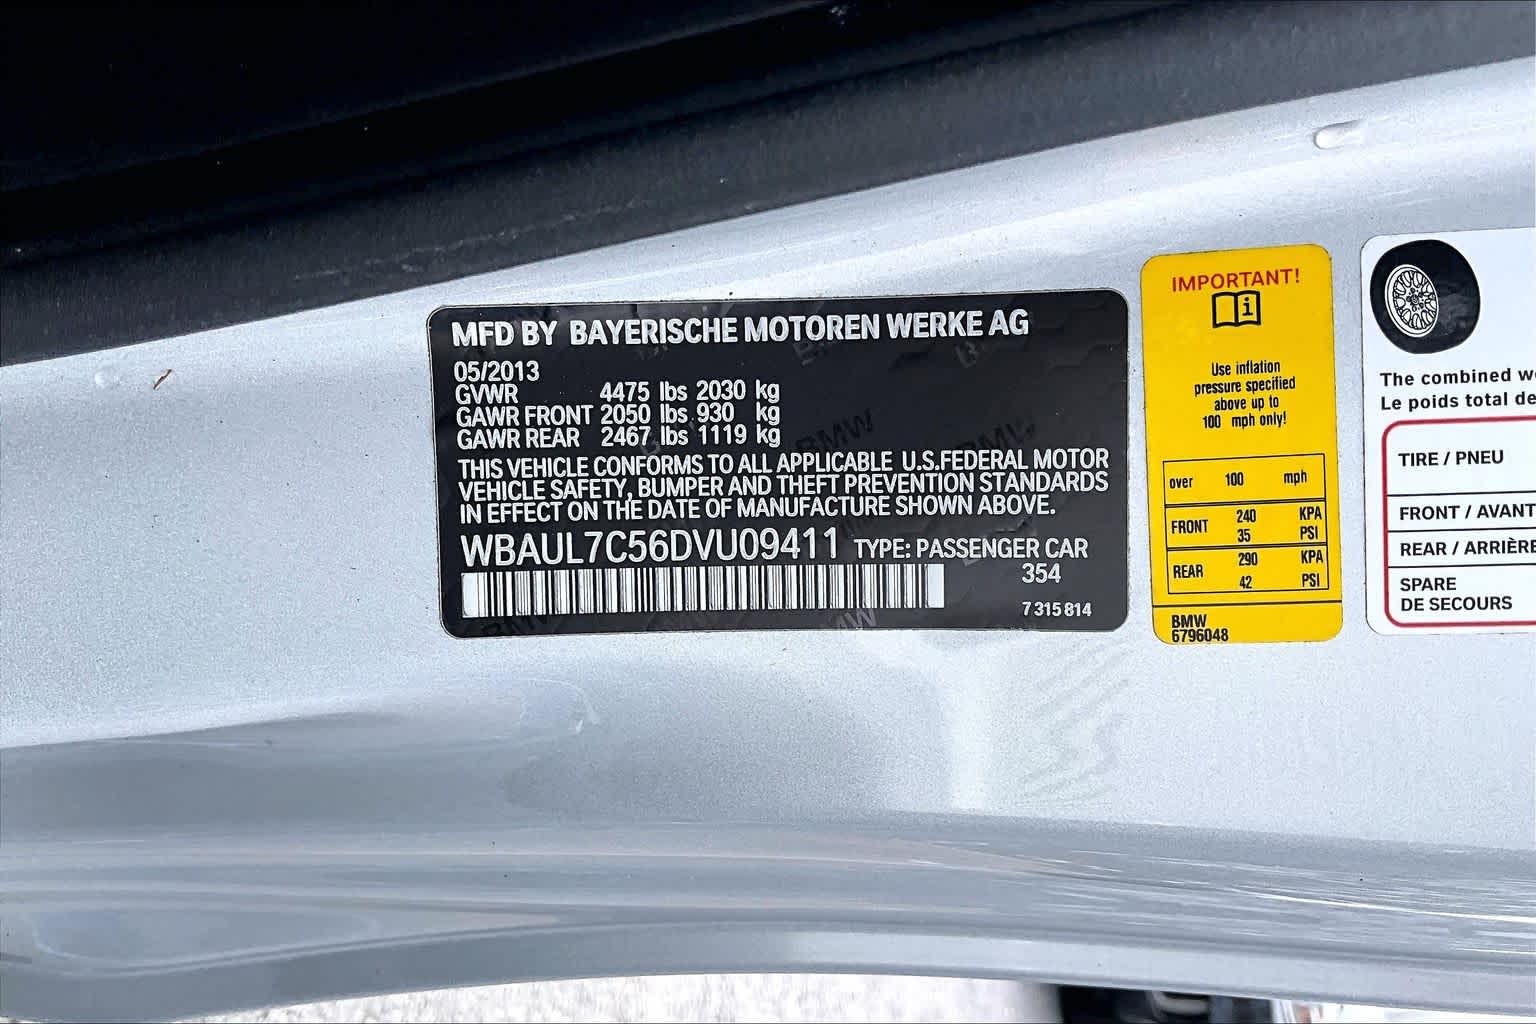 MFD BY BAYERISCHE MOTOREN WERKE AG
05/2013
GVWR 4475 lbs 2030 kg
GAWR FRONT 2050 lbs 930 kg
GAWR REAR 2467 lbs 1119 kg
THIS VEHICLE CONFORMS TO ALL APPLICABLE U.S.FEDERAL MOTOR
VEHICLE SAFETY, BUMPER AND THEFT PREVENTION STANDARDS
IN EFFECT ON THE DATE OF MANUFACTURE SHOWN ABOVE.
WBAUL7C56DVU09411 TYPE: PASSENGER CAR
354
7 315 814
IMPORTANT!
Use inflation
pressure specified
above up to
100 mph only!
over 100 mph
FRONT 240 KPA
35 PSI
REAR 290 KPA
42 PSI
BMW
6796048
The combined
Le poids total
TIRE / PNEU
FRONT / AVANT
REAR / ARRIÈRE
SPARE
DE SECOURS